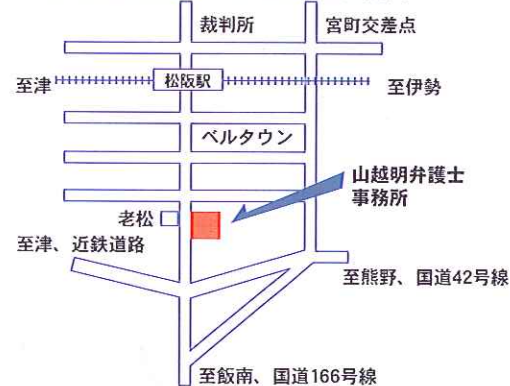 裁判所
宮町交差点
至津
松阪駅
至伊勢
ベルタウン
山越明弁護士
事務所
老松
至津、近鉄道路
至熊野、国道42号線
至飯南、国道166号線